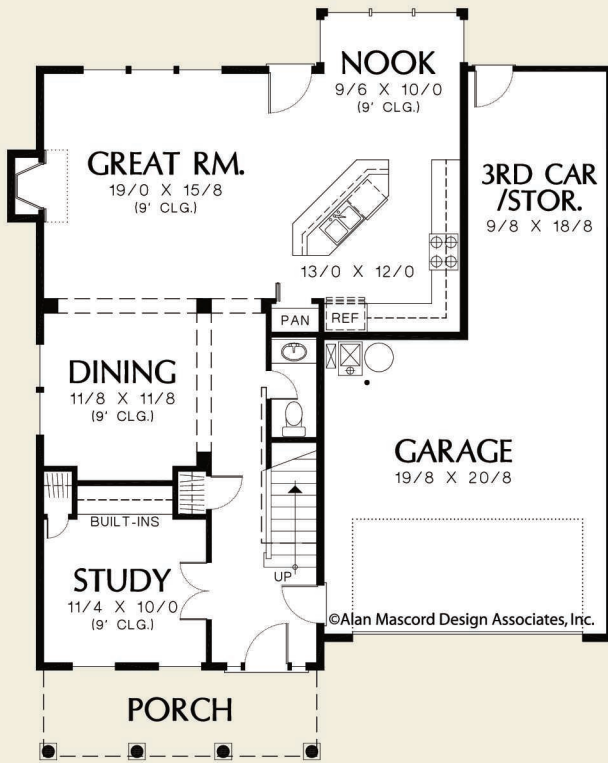 NOOK
9/6 X 10/0
(9' CLG.)
GREAT RM.
19/0 X 15/8
(9' CLG.)
3RD CAR
/STOR.
9/8 X 18/8
13/0 X 12/0
PAN
REF
DINING
11/8 X 11/8
(9' CLG.)
GARAGE
19/8 X 20/8
BUILT-INS
STUDY
11/4 X 10/0
(9' CLG.)
UP
©Alan Mascord Design Associates, Inc.
PORCH